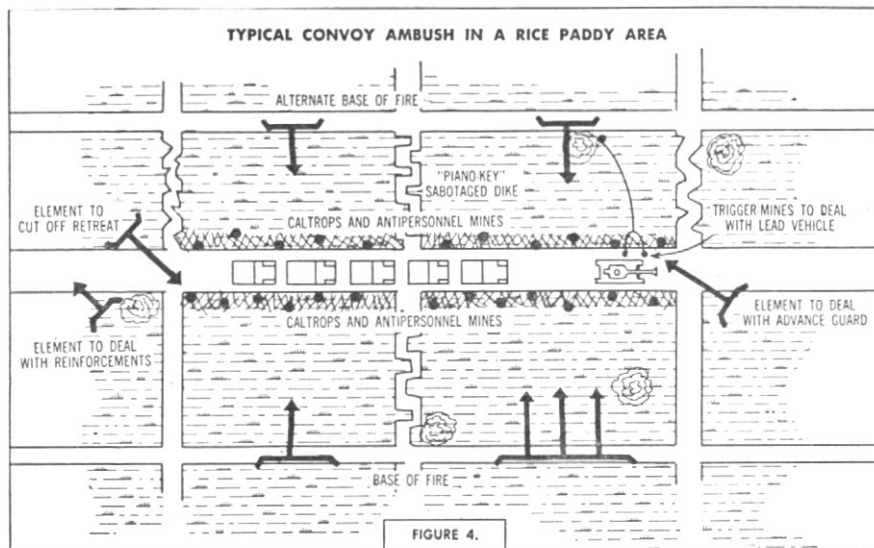 TYPICAL CONVOY AMBUSH IN A RICE PADDY AREA
ALTERNATE BASE OF FIRE
"PIANO-KEY"
SABOTAGED DIKE
ELEMENT TO
CUT OFF RETREAT
CALTROPS AND ANTIPERSONNEL MINES
TRIGGER MINES TO DEAL
WITH LEAD VEHICLE
CALTROPS AND ANTIPERSONNEL MINES
ELEMENT TO DEAL
WITH REINFORCEMENTS
ELEMENT TO DEAL
WITH ADVANCE GUARD
BASE OF FIRE
FIGURE 4.